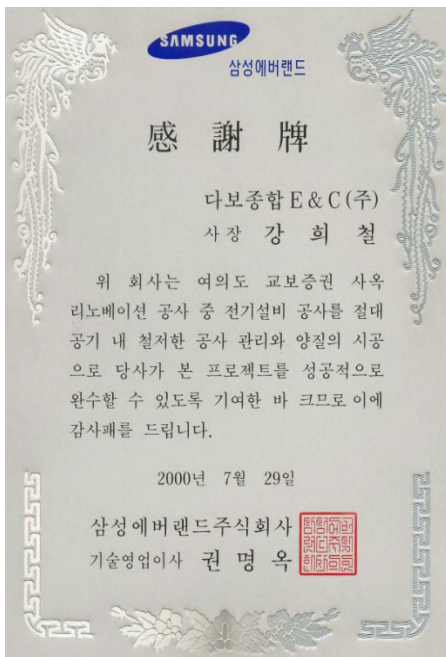 SAMSUNG
삼성에버랜드
感謝牌
다보종합 E & C (주)
사장 강희철
위 회사는 여의도 교보증권 사옥
리노베이션 공사 중 전기설비 공사를 절대
공기 내 철저한 공사 관리와 양질의 시공
으로 당사가 본 프로젝트를 성공적으로
완수할 수 있도록 기여한 바 크므로 이에
감사패를 드립니다.
2000년 7월 29일
삼성에버랜드주식회사
기술영업이사 권명옥